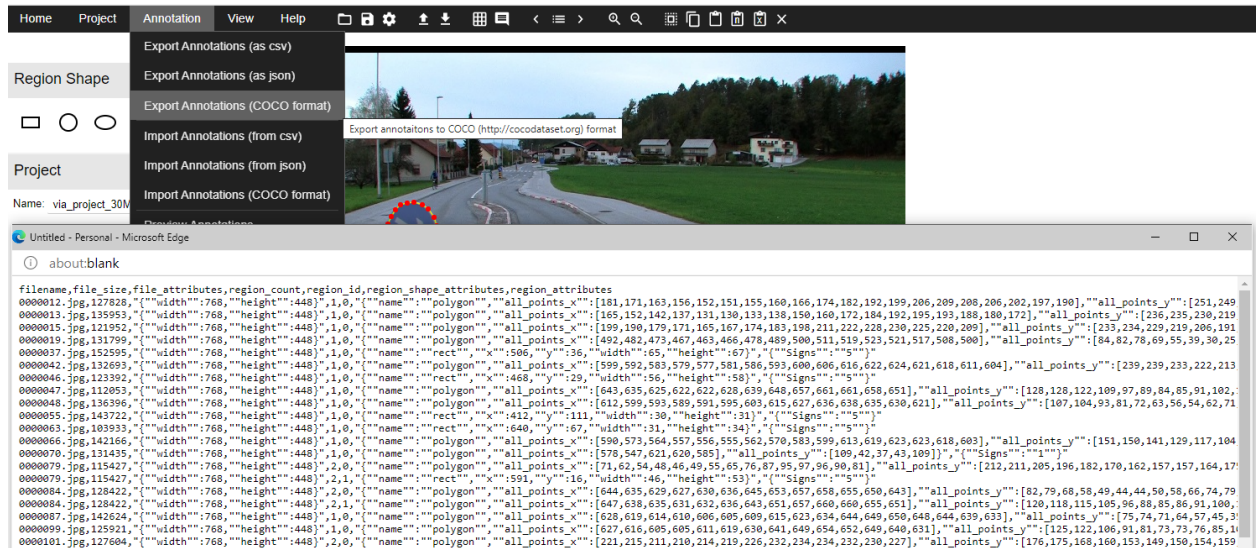 Home Project Annotation View Help
Export Annotations (as csv)
Region Shape
Export Annotations (as json)
Export Annotations (COCO format)
Export annotaitons to COCO (http://cocodataset.org) format
Import Annotations (from csv)
Project
Import Annotations (from json)
Import Annotations (COCO format)
Name: via_project_30M
Preview Annotations
Untitled - Personal - Microsoft Edge
about:blank
filename,file_size,file_attributes,region_count,region_id,region_shape_attributes,region_attributes
0000012.jpg,127828,"{""width"":768,""height"":448}",1,0,"{""name"":""polygon"",""all_points_x"":[181,171,163,156,152,151,155,160,166,174,182,192,199,206,209,208,206,202,197,190],""all_points_y"":[251,249
0000013.jpg,135953,"{""width"":768,""height"":448}",1,0,"{""name"":""polygon"",""all_points_x"":[165,152,142,137,131,130,133,138,150,160,172,184,192,195,193,188,180,172],""all_points_y"":[236,235,230,219
0000015.jpg,121952,"{""width"":768,""height"":448}",1,0,"{""name"":""polygon"",""all_points_x"":[199,190,179,171,165,167,174,183,198,211,222,228,230,225,220,209],""all_points_y"":[233,234,229,219,206,191
0000019.jpg,131799,"{""width"":768,""height"":448}",1,0,"{""name"":""polygon"",""all_points_x"":[492,482,473,467,463,466,478,489,500,511,519,523,521,517,508,500],""all_points_y"":[84,82,78,69,55,39,30,25
0000037.jpg,152595,"{""width"":768,""height"":448}",1,0,"{""name"":""rect"",""x"":506,""y"":36,""width"":65,""height"":67}","{""Signs"":""5""}"
0000042.jpg,132693,"{""width"":768,""height"":448}",1,0,"{""name"":""polygon"",""all_points_x"":[599,592,583,579,577,581,586,593,600,606,616,622,624,621,618,611,604],""all_points_y"":[239,239,233,222,213
0000046.jpg,123392,"{""width"":768,""height"":448}",1,0,"{""name"":""rect"",""x"":468,""y"":29,""width"":56,""height"":58}","{""Signs"":""5""}"
0000047.jpg,112053,"{""width"":768,""height"":448}",1,0,"{""name"":""polygon"",""all_points_x"":[643,635,625,622,622,628,639,648,657,661,661,658,651],""all_points_y"":[128,128,122,109,97,89,84,85,91,102,
0000048.jpg,136396,"{""width"":768,""height"":448}",1,0,"{""name"":""polygon"",""all_points_x"":[612,599,593,589,591,595,603,615,627,636,638,635,630,621],""all_points_y"":[107,104,93,81,72,63,56,54,62,71
0000055.jpg,143722,"{""width"":768,""height"":448}",1,0,"{""name"":""rect"",""x"":412,""y"":111,""width"":30,""height"":31}","{""Signs"":""5""}"
0000063.jpg,103933,"{""width"":768,""height"":448}",1,0,"{""name"":""rect"",""x"":640,""y"":67,""width"":31,""height"":34}","{""Signs"":""5""}"
0000066.jpg,142166,"{""width"":768,""height"":448}",1,0,"{""name"":""polygon"",""all_points_x"":[590,573,564,557,556,555,562,570,583,599,613,619,623,623,618,603],""all_points_y"":[151,150,141,129,117,104
0000070.jpg,131435,"{""width"":768,""height"":448}",1,0,"{""name"":""polygon"",""all_points_x"":[578,547,621,620,585],""all_points_y"":[109,42,37,43,109]}","{""Signs"":""1""}"
0000079.jpg,115427,"{""width"":768,""height"":448}",2,0,"{""name"":""polygon"",""all_points_x"":[71,62,54,48,46,49,55,65,76,87,95,97,96,90,81],""all_points_y"":[212,211,205,196,182,170,162,157,157,164,17
0000079.jpg,115427,"{""width"":768,""height"":448}",2,1,"{""name"":""rect"",""x"":591,""y"":16,""width"":46,""height"":53}","{""Signs"":""5""}"
0000084.jpg,128422,"{""width"":768,""height"":448}",2,0,"{""name"":""polygon"",""all_points_x"":[644,635,629,627,630,636,645,653,657,658,655,650,643],""all_points_y"":[82,79,68,58,49,44,44,50,58,66,74,79
0000084.jpg,128422,"{""width"":768,""height"":448}",2,1,"{""name"":""polygon"",""all_points_x"":[647,638,635,631,632,636,643,651,657,660,660,655,651],""all_points_y"":[120,118,115,105,96,88,85,86,91,100,
0000087.jpg,142624,"{""width"":768,""height"":448}",1,0,"{""name"":""polygon"",""all_points_x"":[628,619,614,610,606,605,609,615,623,634,644,649,650,648,644,639,633],""all_points_y"":[75,74,71,64,57,45,3
0000099.jpg,125921,"{""width"":768,""height"":448}",1,0,"{""name"":""polygon"",""all_points_x"":[627,616,605,605,611,619,630,641,649,654,652,649,640,631],""all_points_y"":[125,122,106,91,81,73,73,76,85,1
0000101.jpg,127604,"{""width"":768,""height"":448}",2,0,"{""name"":""polygon"",""all_points_x"":[221,215,211,210,214,219,226,232,234,234,232,230,227],""all_points_y"":[176,175,168,160,153,149,150,154,159